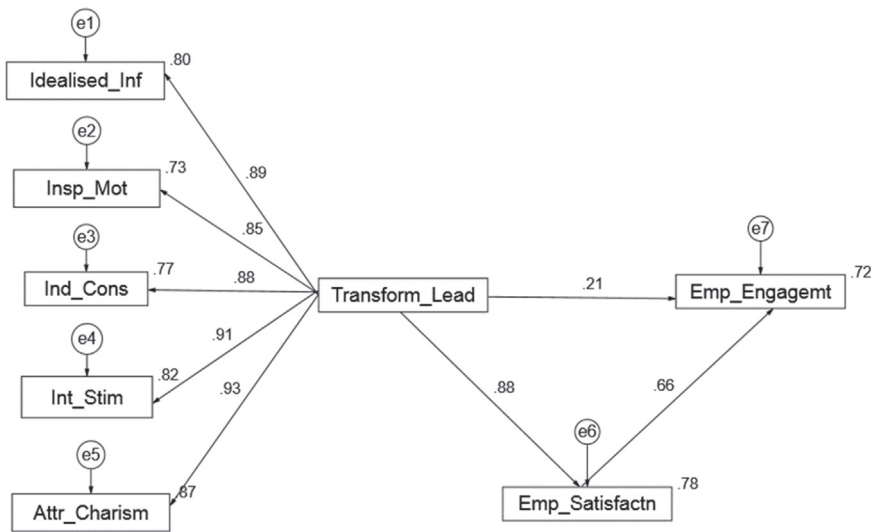 e1
.80
Idealised_Inf
e2
.73
Insp_Mot
.89
.85
e3
.77
Ind_Cons
.88
Transform_Lead
.21
e7
.72
Emp_Engagemt
e4
.91
.82
Int_Stim
.93
.88
.66
e5
.87
Attr_Charism
e6
.78
Emp_Satisfactn